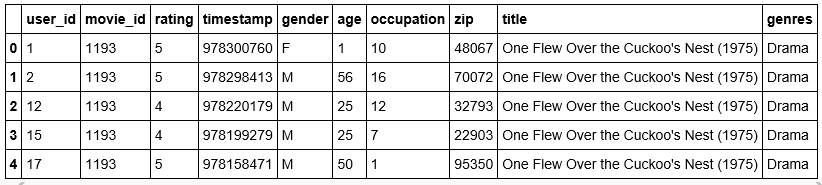 user_id movie_id rating timestamp gender age occupation zip title genres
0 1 1193 5 978300760 F 1 10 48067 One Flew Over the Cuckoo's Nest (1975) Drama
1 2 1193 5 978298413 M 56 16 70072 One Flew Over the Cuckoo's Nest (1975) Drama
2 12 1193 4 978220179 M 25 12 32793 One Flew Over the Cuckoo's Nest (1975) Drama
3 15 1193 4 978199279 M 25 7 22903 One Flew Over the Cuckoo's Nest (1975) Drama
4 17 1193 5 978158471 M 50 1 95350 One Flew Over the Cuckoo's Nest (1975) Drama